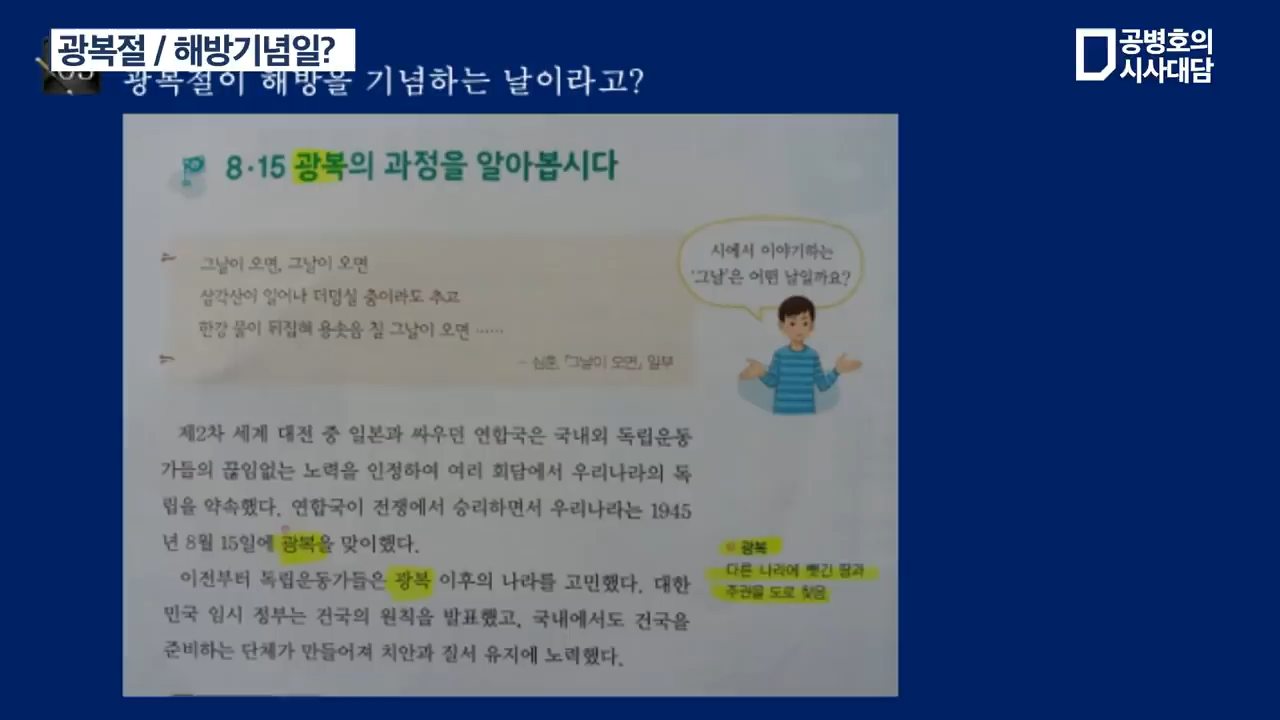 광복절 / 해방기념일?
공병호의
시사대담
광복절이 해방을 기념하는 날이라고?
8·15 광복의 과정을 알아봅시다
그날이 오면, 그날이 오면
삼각산이 일어나 더덩실 춤이라도 추고
한강 물이 뒤집혀 용솟음 칠 그날이 오면 ……
- 심훈, 「그날이 오면」 일부
시에서 이야기하는
'그날'은 어떤 날일까요?
제2차 세계 대전 중 일본과 싸우던 연합국은 국내외 독립운동
가들의 끊임없는 노력을 인정하여 여러 회담에서 우리나라의 독
립을 약속했다. 연합국이 전쟁에서 승리하면서 우리나라는 1945
년 8월 15일에 광복을 맞이했다.
이전부터 독립운동가들은 광복 이후의 나라를 고민했다. 대한
민국 임시 정부는 건국의 원칙을 발표했고, 국내에서도 건국을
준비하는 단체가 만들어져 치안과 질서 유지에 노력했다.
광복
다른 나라에 뺏긴 땅과
주권을 도로 찾음